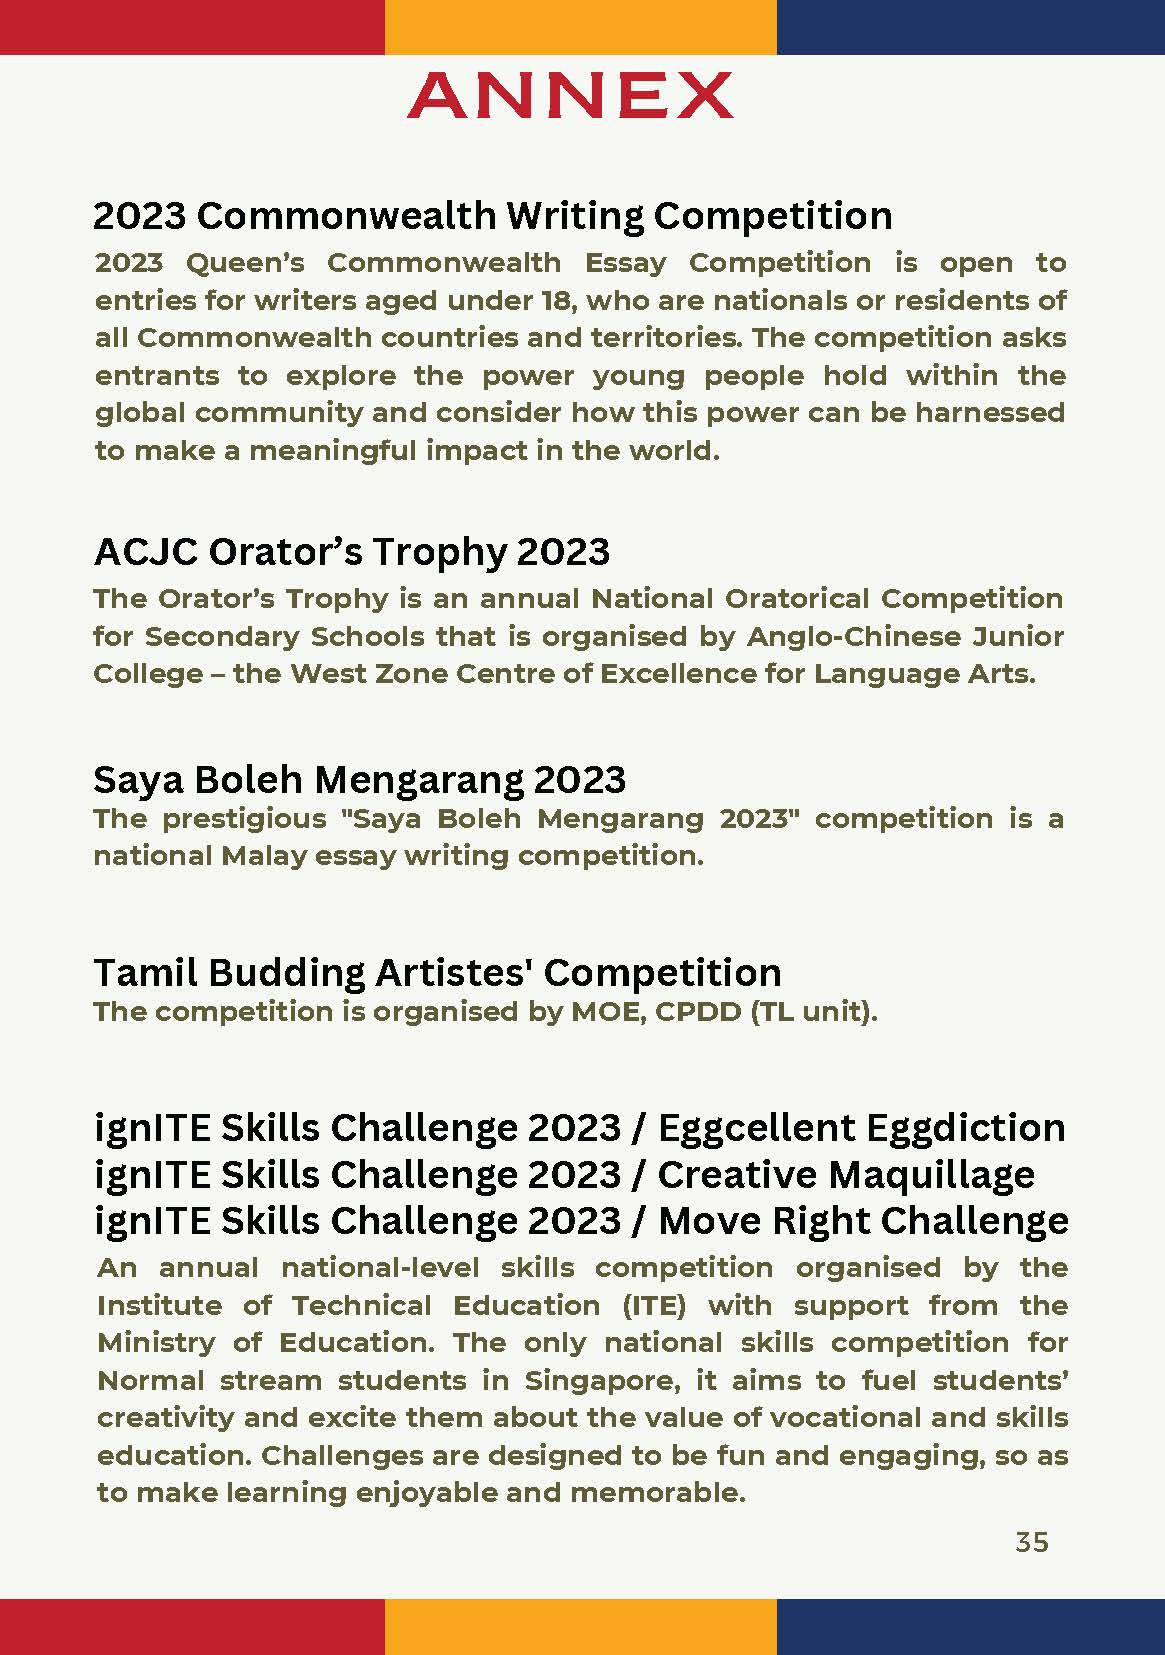 ANNEX
2023 Commonwealth Writing Competition
2023 Queen’s Commonwealth Essay Competition is open to
entries for writers aged under 18, who are nationals or residents of
all Commonwealth countries and territories. The competition asks
entrants to explore the power young people hold within the
global community and consider how this power can be harnessed
to make a meaningful impact in the world.
ACJC Orator’s Trophy 2023
The Orator’s Trophy is an annual National Oratorical Competition
for Secondary Schools that is organised by Anglo-Chinese Junior
College – the West Zone Centre of Excellence for Language Arts.
Saya Boleh Mengarang 2023
The prestigious "Saya Boleh Mengarang 2023" competition is a
national Malay essay writing competition.
Tamil Budding Artistes' Competition
The competition is organised by MOE, CPDD (TL unit).
ignITE Skills Challenge 2023 / Eggcellent Eggdiction
ignITE Skills Challenge 2023 / Creative Maquillage
ignITE Skills Challenge 2023 / Move Right Challenge
An annual national-level skills competition organised by the
Institute of Technical Education (ITE) with support from the
Ministry of Education. The only national skills competition for
Normal stream students in Singapore, it aims to fuel students’
creativity and excite them about the value of vocational and skills
education. Challenges are designed to be fun and engaging, so as
to make learning enjoyable and memorable.
35